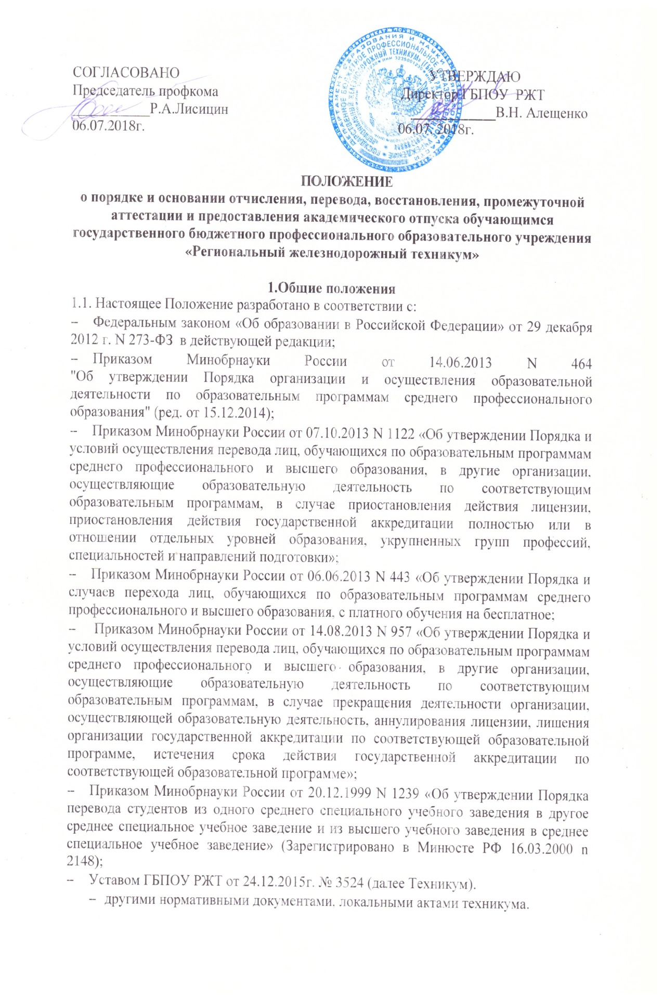 СОГЛАСОВАНО
Председатель профкома
__________Р.А.Лисицин
06.07.2018г.
УТВЕРЖДАЮ
Директор ГБПОУ РЖТ
___________В.Н. Алещенко
06.07.2018г.
ПОЛОЖЕНИЕ
о порядке и основании отчисления, перевода, восстановления, промежуточной
аттестации и предоставления академического отпуска обучающимся
государственного бюджетного профессионального образовательного учреждения
«Региональный железнодорожный техникум»
1.Общие положения
1.1. Настоящее Положение разработано в соответствии с:
– Федеральным законом «Об образовании в Российской Федерации» от 29 декабря
2012 г. N 273-ФЗ в действующей редакции;
– Приказом Минобрнауки России от 14.06.2013 N 464
"Об утверждении Порядка организации и осуществления образовательной
деятельности по образовательным программам среднего профессионального
образования" (ред. от 15.12.2014);
– Приказом Минобрнауки России от 07.10.2013 N 1122 «Об утверждении Порядка и
условий осуществления перевода лиц, обучающихся по образовательным программам
среднего профессионального и высшего образования, в другие организации,
осуществляющие образовательную деятельность по соответствующим
образовательным программам, в случае приостановления действия лицензии,
приостановления действия государственной аккредитации полностью или в
отношении отдельных уровней образования, укрупненных групп профессий,
специальностей и направлений подготовки»;
– Приказом Минобрнауки России от 06.06.2013 N 443 «Об утверждении Порядка и
случаев перехода лиц, обучающихся по образовательным программам среднего
профессионального и высшего образования, с платного обучения на бесплатное;
– Приказом Минобрнауки России от 14.08.2013 N 957 «Об утверждении Порядка и
условий осуществления перевода лиц, обучающихся по образовательным программам
среднего профессионального и высшего образования, в другие организации,
осуществляющие образовательную деятельность по соответствующим
образовательным программам, в случае прекращения деятельности организации,
осуществляющей образовательную деятельность, аннулирования лицензии, лишения
организации государственной аккредитации по соответствующей образовательной
программе, истечения срока действия государственной аккредитации по
соответствующей образовательной программе»;
– Приказом Минобрнауки России от 20.12.1999 N 1239 «Об утверждении Порядка
перевода студентов из одного среднего специального учебного заведения в другое
среднее специальное учебное заведение и из высшего учебного заведения в среднее
специальное учебное заведение» (Зарегистрировано в Минюсте РФ 16.03.2000 n
2148);
– Уставом ГБПОУ РЖТ от 24.12.2015г. № 3524 (далее Техникум).
– другими нормативными документами, локальными актами техникума.